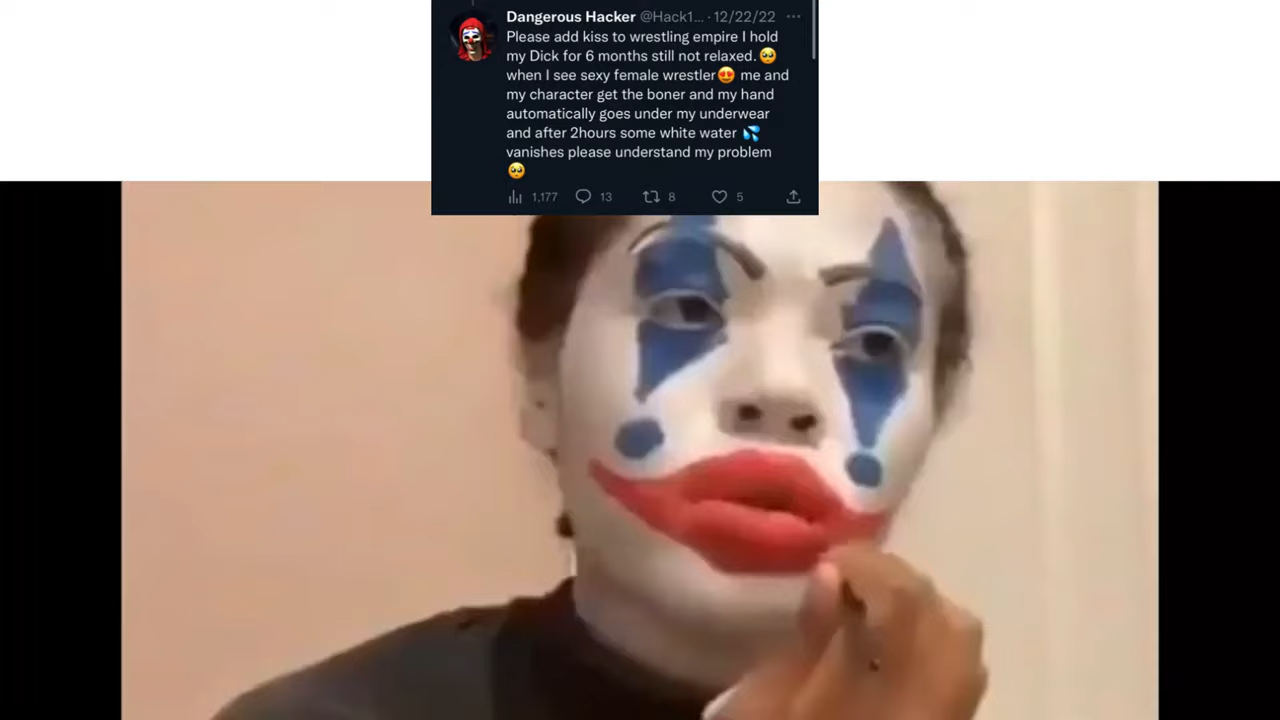 Dangerous Hacker @Hack1... · 12/22/22 ···
Please add kiss to wrestling empire I hold
my Dick for 6 months still not relaxed.🥺
when I see sexy female wrestler😍 me and
my character get the boner and my hand
automatically goes under my underwear
and after 2hours some white water 💦
vanishes please understand my problem
🥺
1,177 13 8 5